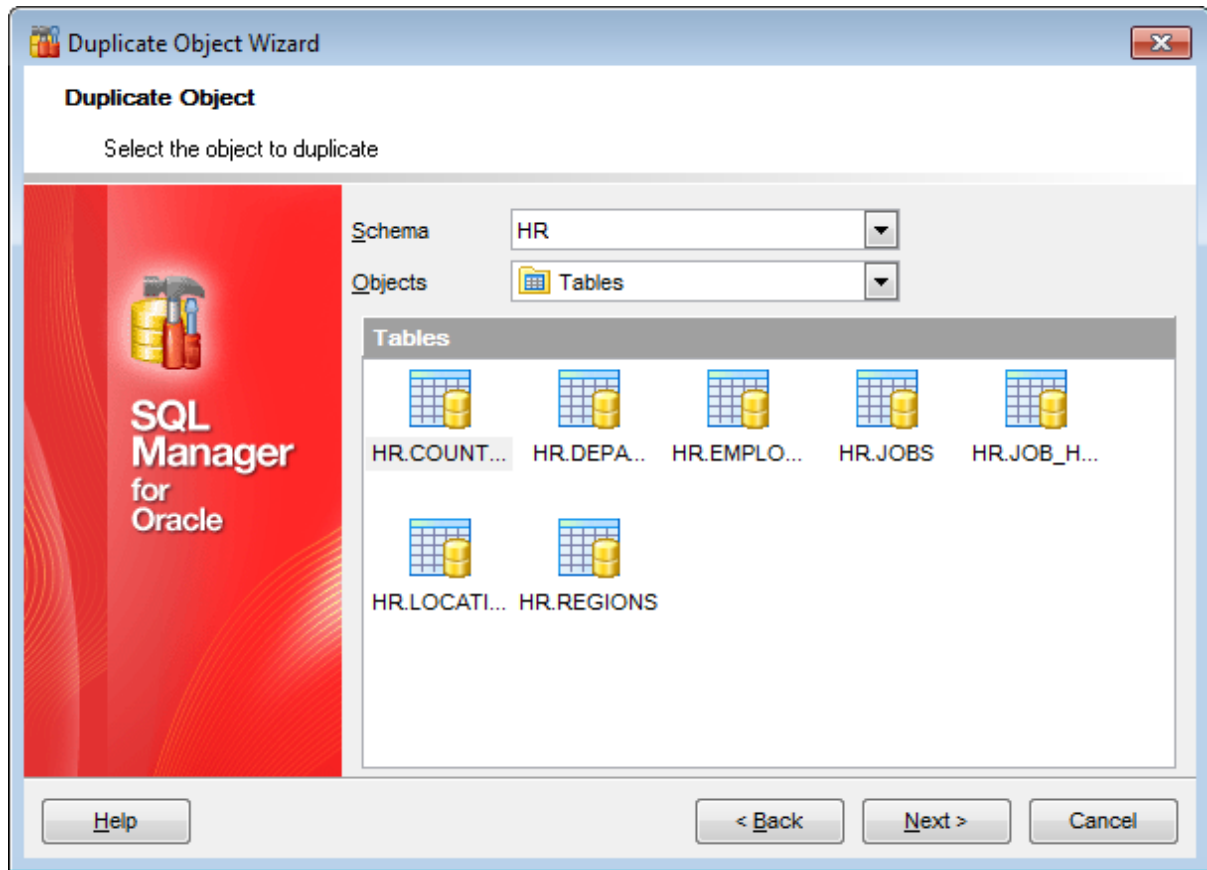 Duplicate Object Wizard
Duplicate Object
Select the object to duplicate
Schema HR
Objects Tables
SQL
Manager
for
Oracle
Tables
HR.COUNT... HR.DEPA... HR.EMPLO... HR.JOBS HR.JOB_H...
HR.LOCATI... HR.REGIONS
Help < Back Next > Cancel